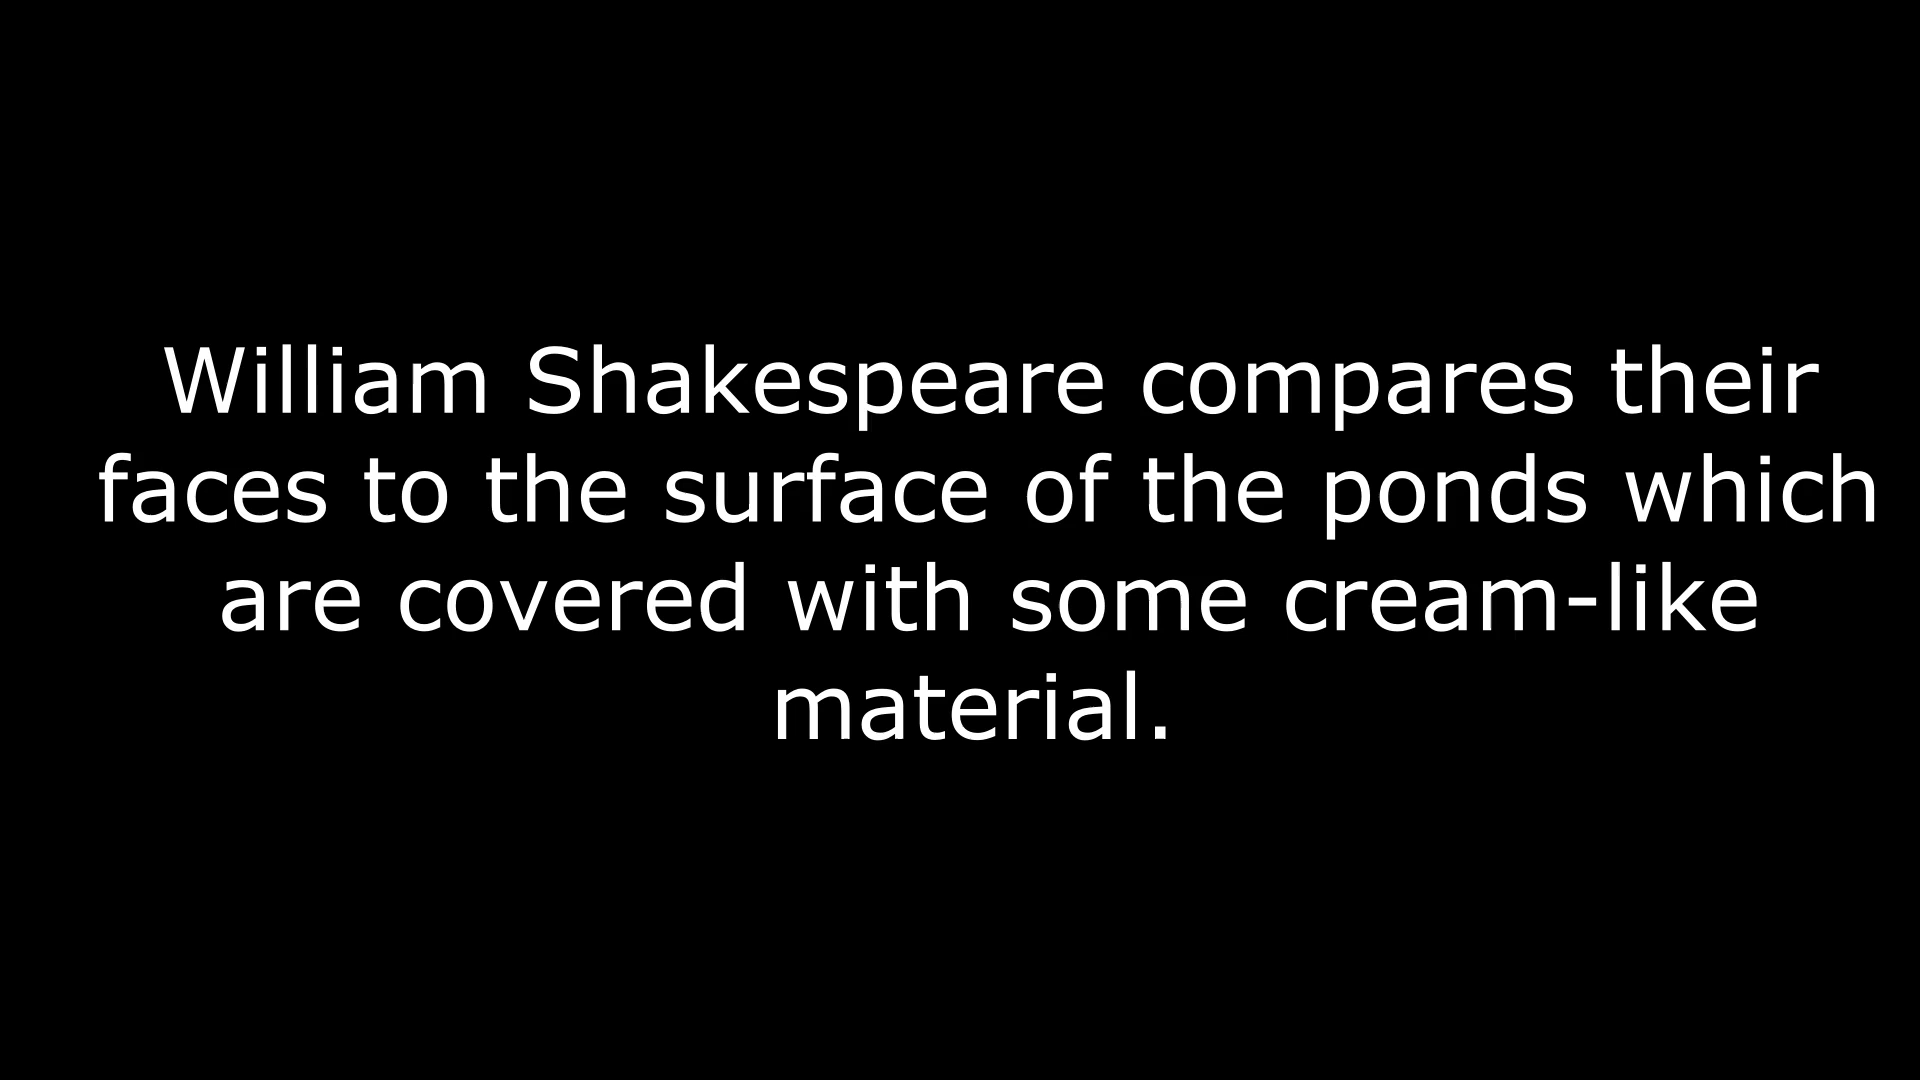 William Shakespeare compares their
faces to the surface of the ponds which
are covered with some cream-like
material.